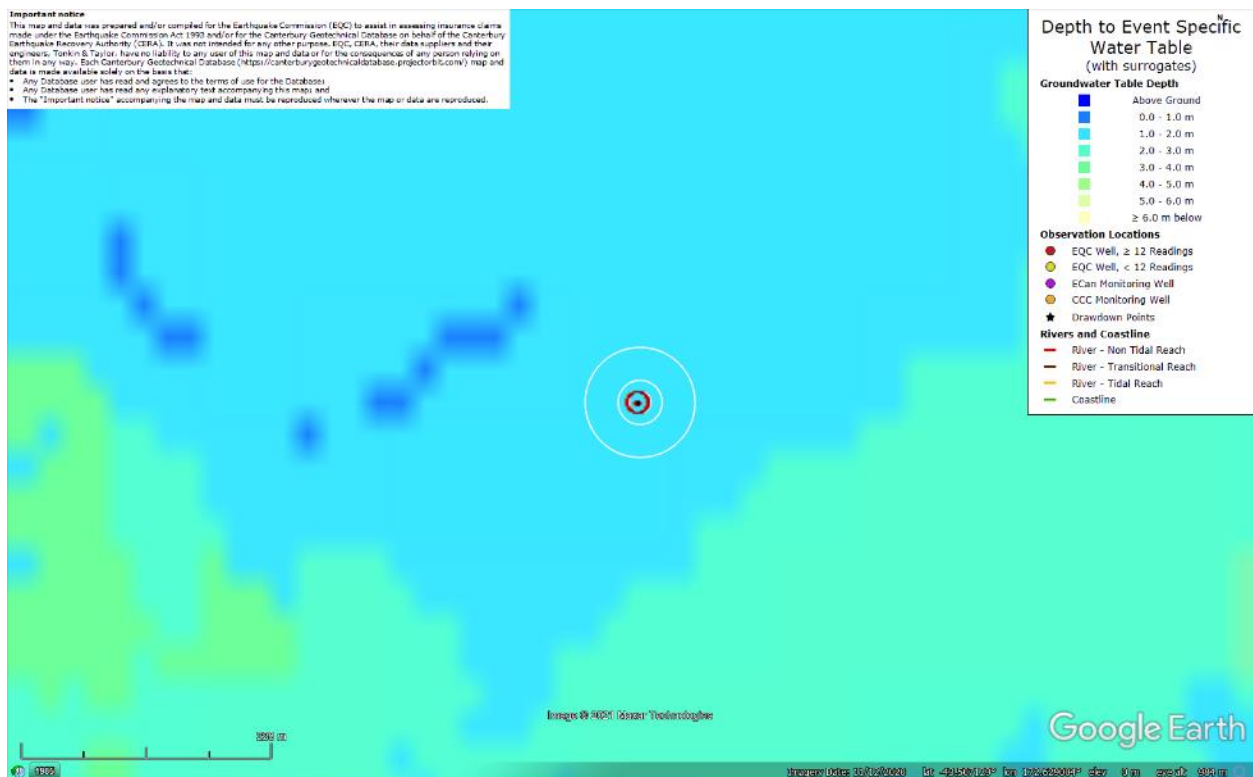 Important notice
This map and data was prepared and/or compiled for the Earthquake Commission (EQC) to assist in assessing insurance claims
made under the Earthquake Commission Act 1993 and/or for the Canterbury Geotechnical Database on behalf of the Canterbury
Earthquake Recovery Authority (CERA). It was not intended for any other purpose. EQC, CERA, their data suppliers and their
engineers, Tonkin & Taylor, have no liability to any user of this map and data or for the consequences of any person relying on
them in any way. Each Canterbury Geotechnical Database (https://canterburygeotechnicaldatabase.projectorbit.com/) map and
data is made available solely on the basis that:
• Any Database user has read and agrees to the terms of use for the Database;
• Any Database user has read any explanatory text accompanying this map; and
• The "Important notice" accompanying the map and data must be reproduced wherever the map or data are reproduced.
N
Depth to Event Specific
Water Table
(with surrogates)
Groundwater Table Depth
Above Ground
0.0 - 1.0 m
1.0 - 2.0 m
2.0 - 3.0 m
3.0 - 4.0 m
4.0 - 5.0 m
5.0 - 6.0 m
≥ 6.0 m below
Observation Locations
EQC Well, ≥ 12 Readings
EQC Well, < 12 Readings
ECan Monitoring Well
CCC Monitoring Well
Drawdown Points
Rivers and Coastline
River - Non Tidal Reach
River - Transitional Reach
River - Tidal Reach
Coastline
Image © 2021 Maxar Technologies
Google Earth
m
1985
Imagery Date: lat lon elev 0 m eye alt